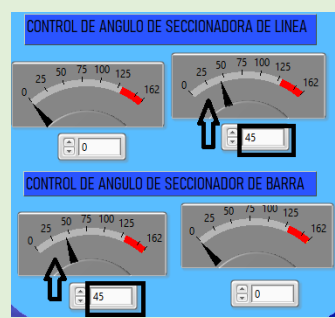 CONTROL DE ANGULO DE SECCIONADORA DE LINEA
0 25 50 75 100 125 162
0
0 25 50 75 100 125 162
45
CONTROL DE ANGULO DE SECCIONADOR DE BARRA
0 25 50 75 100 125 162
45
0 25 50 75 100 125 162
0